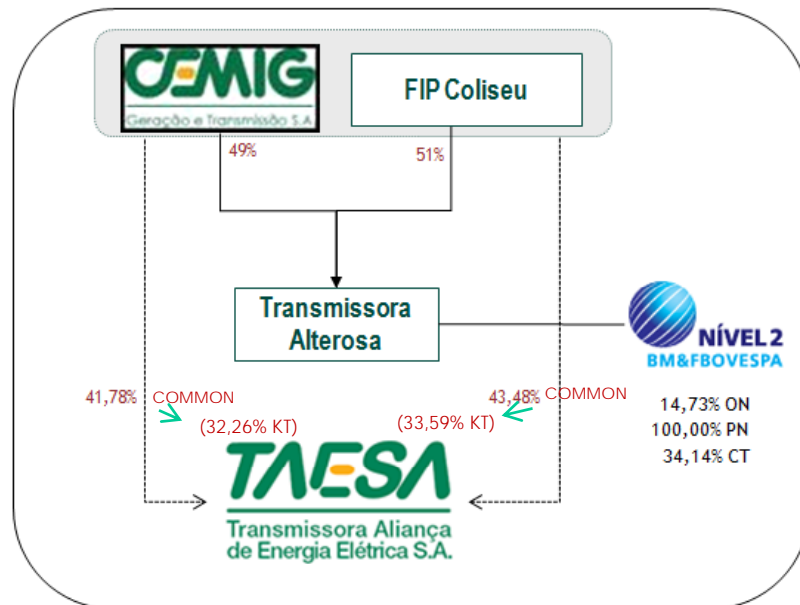 CEMIG
Geração e Transmissão S.A
FIP Coliseu
49%
51%
Transmissora
Alterosa
NÍVEL 2
BM&FBOVESPA
41,78%
COMMON
43,48%
COMMON
(32,26% KT)
(33,59% KT)
14,73% ON
100,00% PN
34,14% CT
TAESA
Transmissora Aliança
de Energia Elétrica S.A.